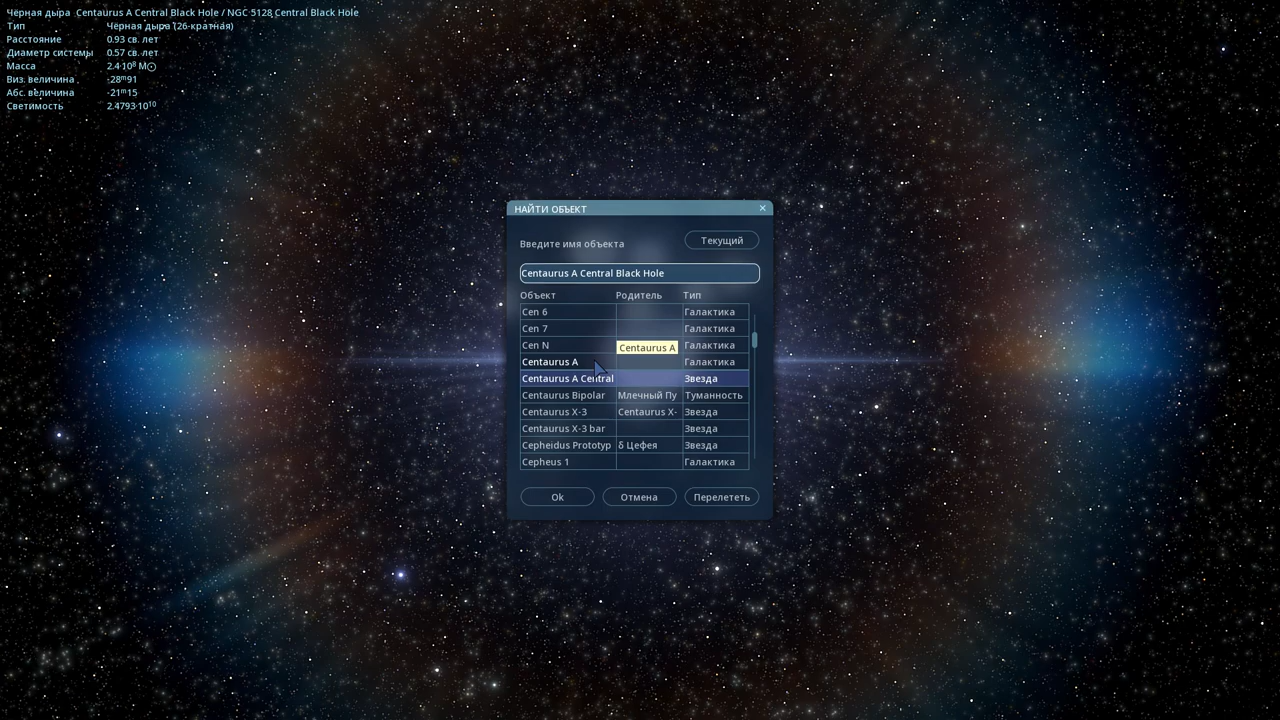 Чёрная дыра Centaurus A Central Black Hole / NGC 5128 Central Black Hole
Тип Чёрная дыра (26-кратная)
Расстояние 0.93 св. лет
Диаметр системы 0.57 св. лет
Масса 2.4·10⁸ M☉
Виз. величина -28ᵐ91
Абс. величина -21ᵐ15
Светимость 2.4793·10¹⁰
НАЙТИ ОБЪЕКТ ×
Введите имя объекта Текущий
Centaurus A Central Black Hole
Объект Родитель Тип
Cen 6 Галактика
Cen 7 Галактика
Cen N Centaurus A Галактика
Centaurus A Галактика
Centaurus A Central Звезда
Centaurus Bipolar Млечный Пу Туманность
Centaurus X-3 Centaurus X- Звезда
Centaurus X-3 bar Звезда
Cepheidus Prototyp δ Цефея Звезда
Cepheus 1 Галактика
Ok Отмена Перелететь